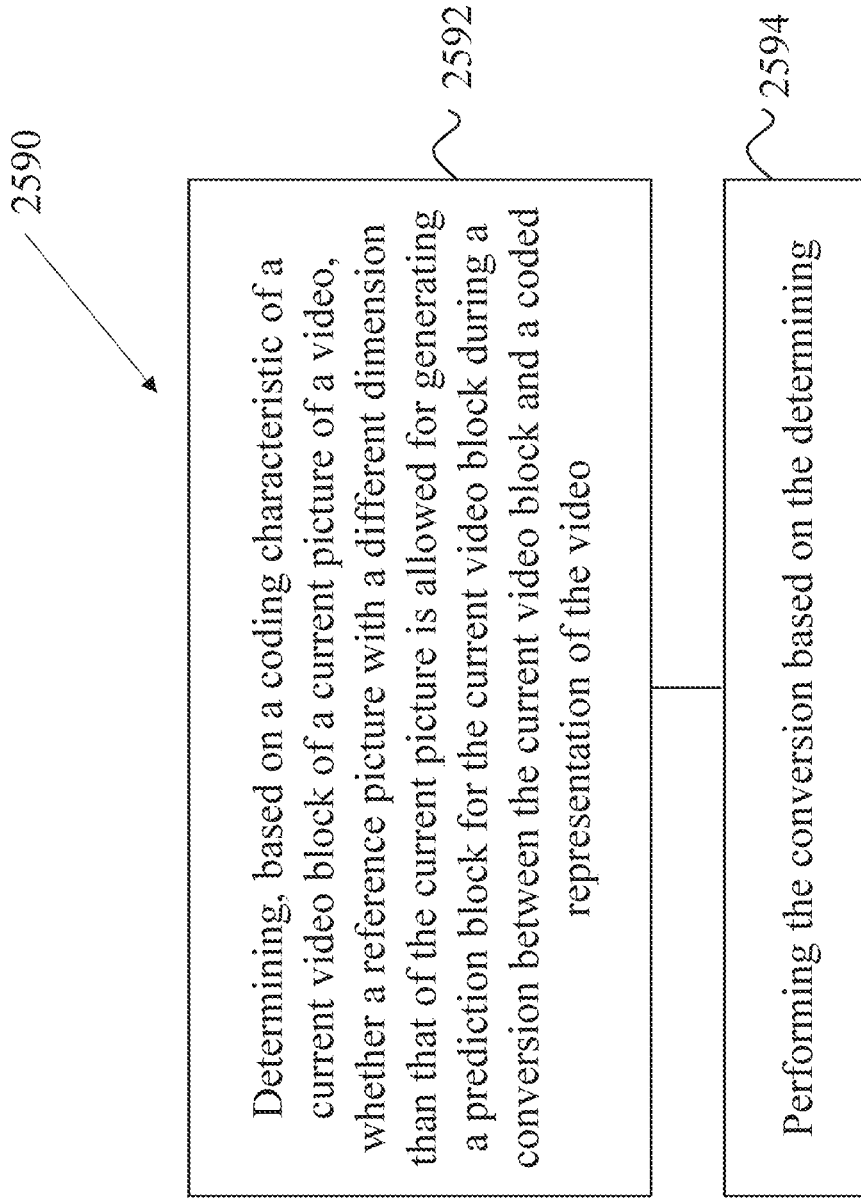 2590
Determining, based on a coding characteristic of a
current video block of a current picture of a video,
whether a reference picture with a different dimension
than that of the current picture is allowed for generating
a prediction block for the current video block during a
conversion between the current video block and a coded
representation of the video
2592
Performing the conversion based on the determining
2594